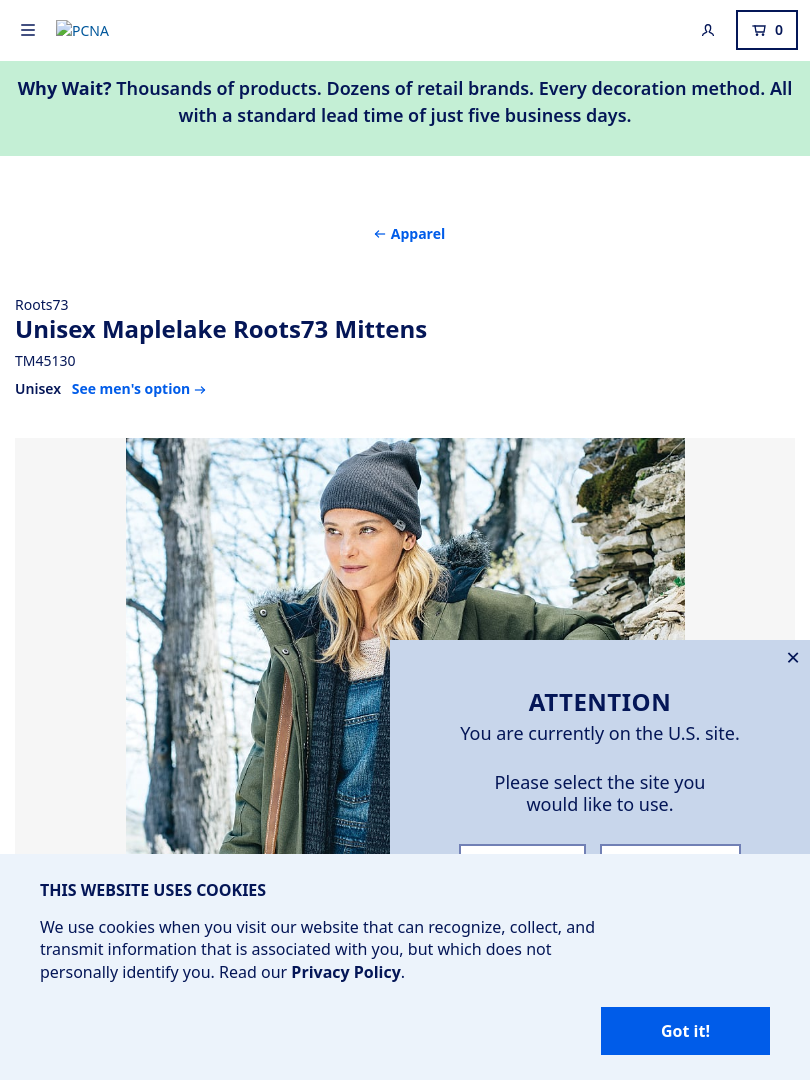 PCNA
0
Why Wait? Thousands of products. Dozens of retail brands. Every decoration method. All
with a standard lead time of just five business days.
← Apparel
Roots73
Unisex Maplelake Roots73 Mittens
TM45130
Unisex See men's option →
ATTENTION
You are currently on the U.S. site.
Please select the site you
would like to use.
THIS WEBSITE USES COOKIES
We use cookies when you visit our website that can recognize, collect, and
transmit information that is associated with you, but which does not
personally identify you. Read our Privacy Policy.
Got it!